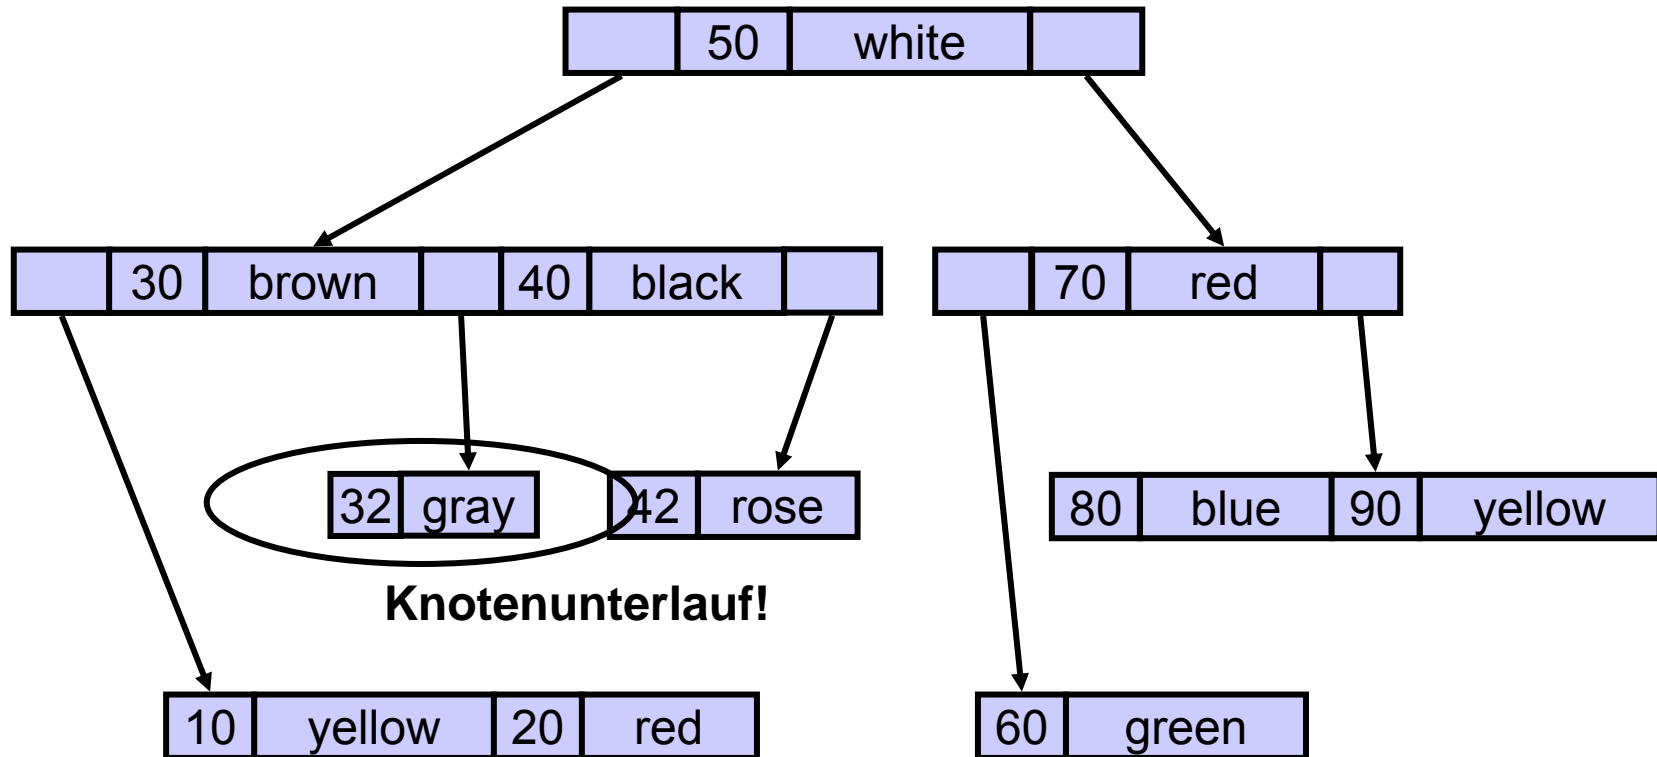 50 white
30 brown 40 black 70 red
32 gray 42 rose 80 blue 90 yellow
Knotenunterlauf!
10 yellow 20 red 60 green